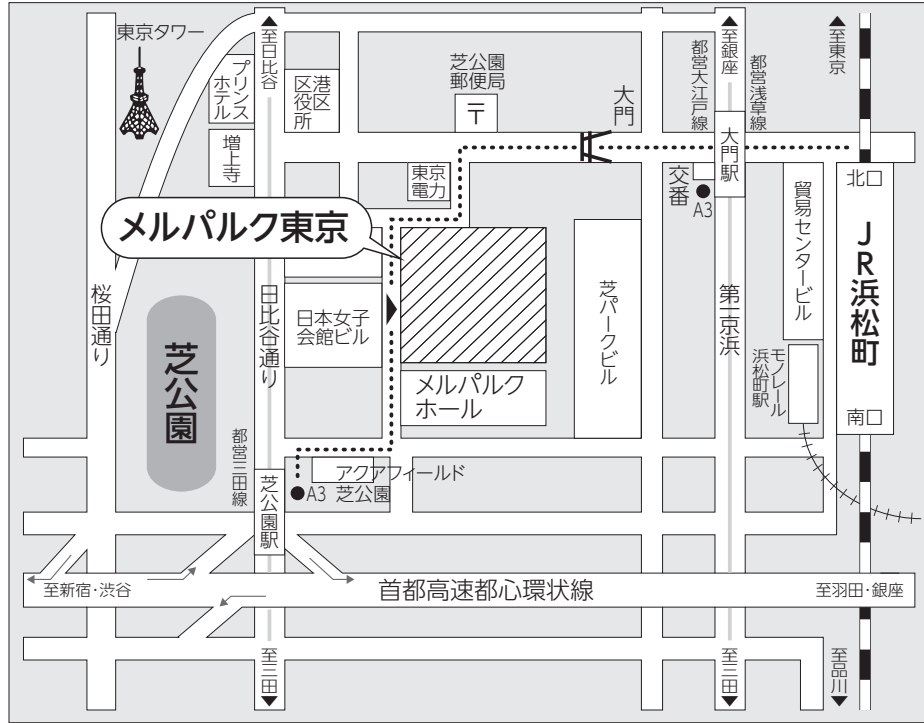 東京タワー
至日比谷
至銀座
至東京
プリンス
ホテル
港区
区役所
芝公園
郵便局
〒
大門
都営大江戸線
都営浅草線
大門駅
増上寺
東京
電力
交番
A3
北口
貿易センタービル
JR浜松町
メルパルク東京
桜田通り
日比谷通り
日本女子
会館ビル
芝パークビル
第一京浜
芝公園
メルパルク
ホール
モノレール
浜松町駅
南口
都営三田線
芝公園駅
アクアフィールド
芝公園
A3
至新宿・渋谷
首都高速都心環状線
至羽田・銀座
至三田
至三田
至品川